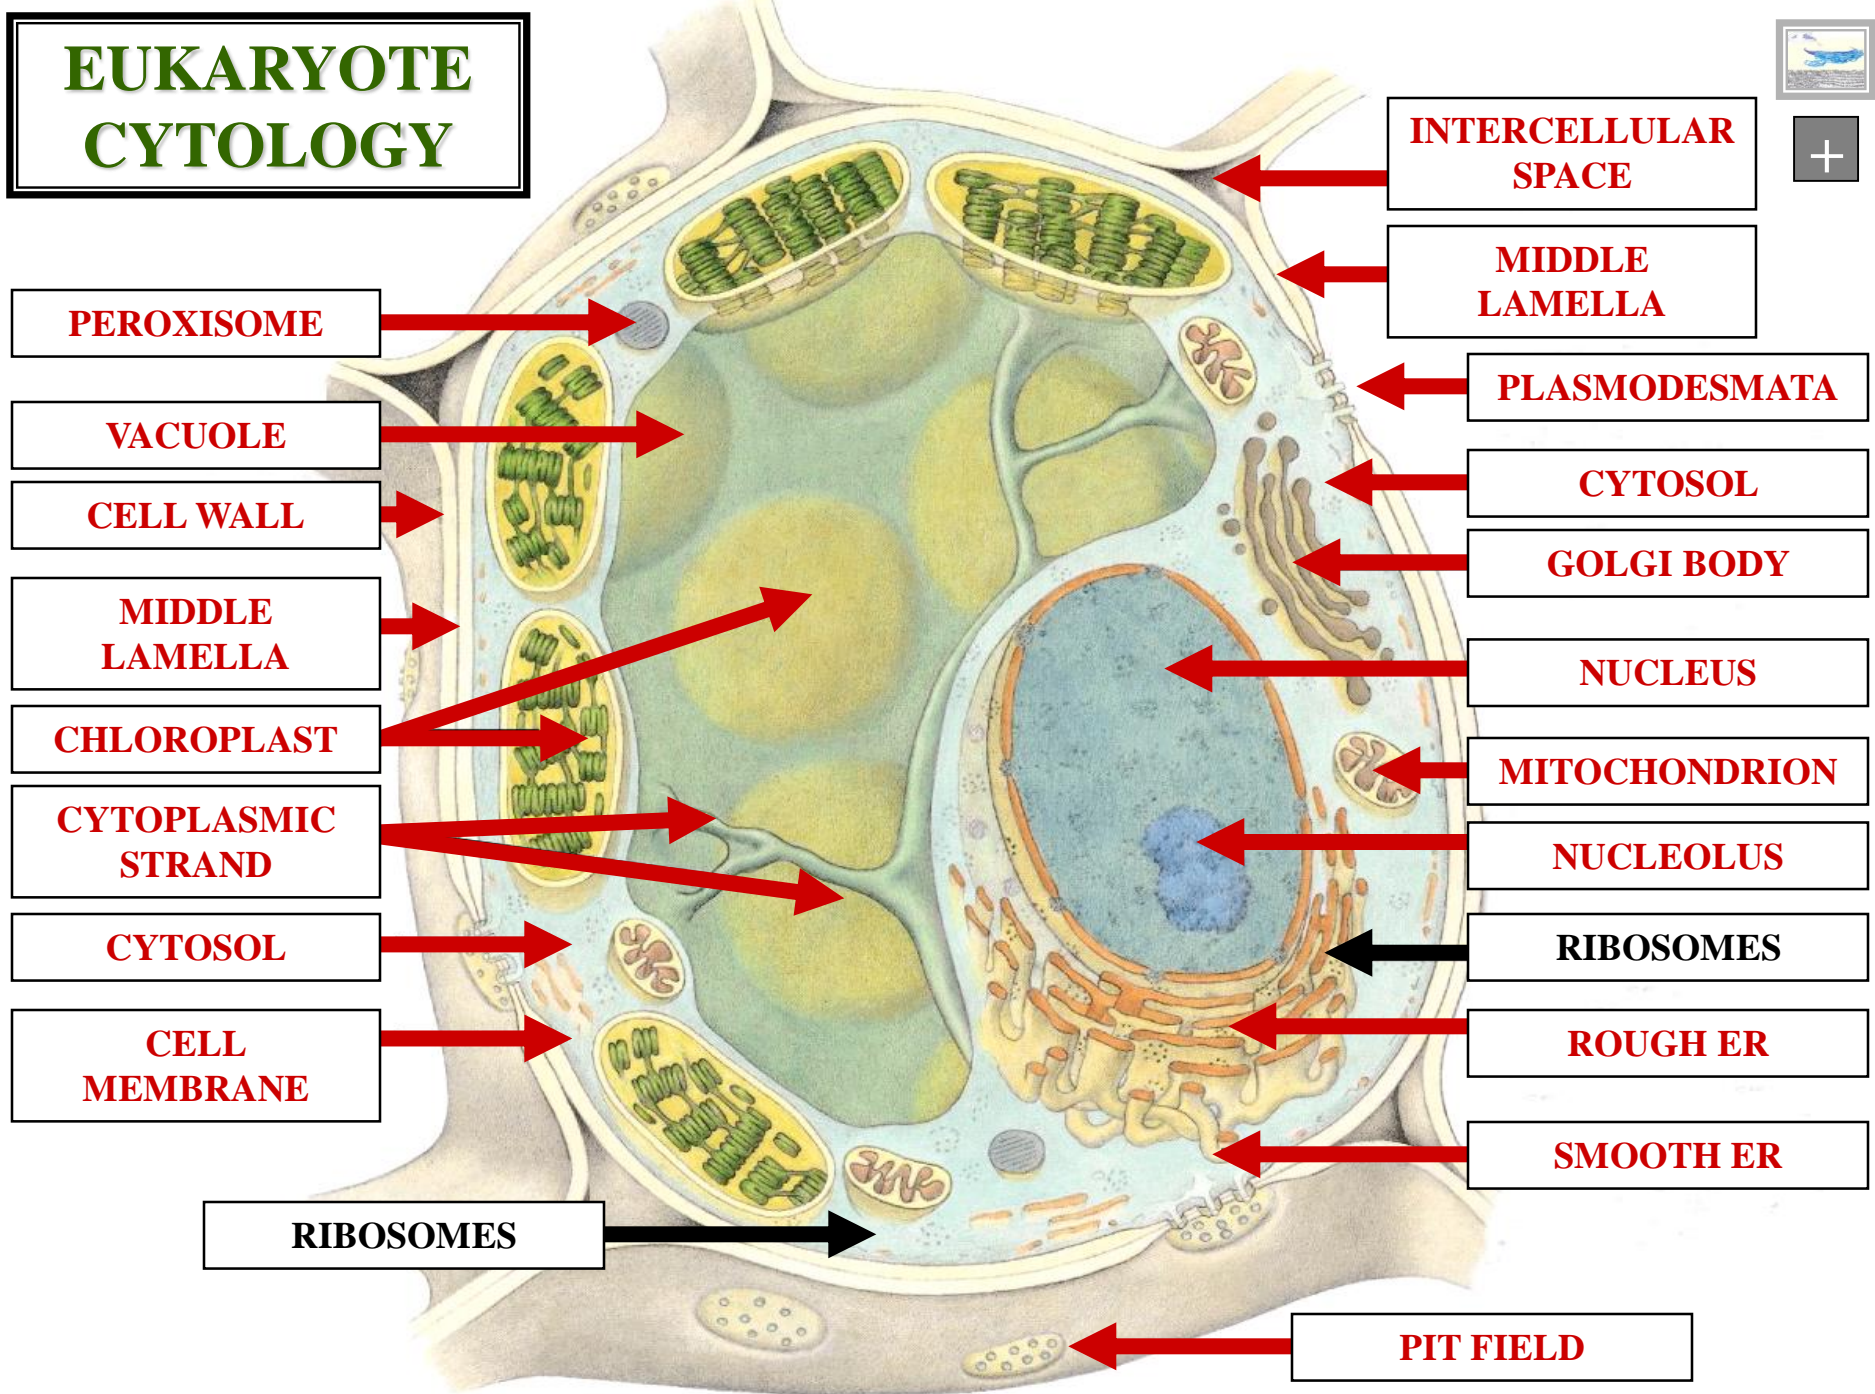 EUKARYOTE
CYTOLOGY
PEROXISOME
VACUOLE
CELL WALL
MIDDLE
LAMELLA
CHLOROPLAST
CYTOPLASMIC
STRAND
CYTOSOL
CELL
MEMBRANE
RIBOSOMES
INTERCELLULAR
SPACE
MIDDLE
LAMELLA
PLASMODESMATA
CYTOSOL
GOLGI BODY
NUCLEUS
MITOCHONDRION
NUCLEOLUS
RIBOSOMES
ROUGH ER
SMOOTH ER
PIT FIELD
+